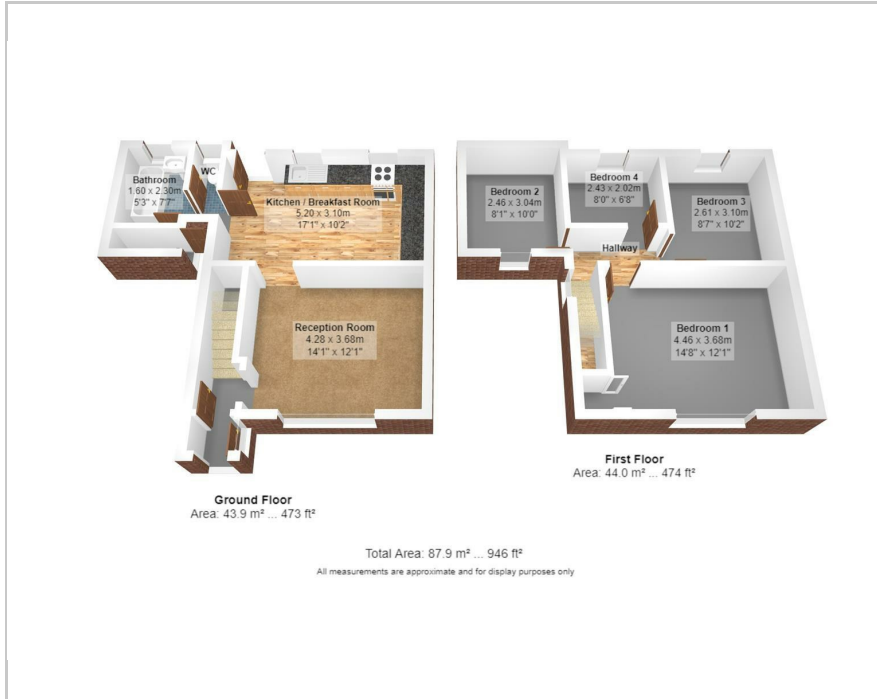 Bathroom
1.60 x 2.30m
5'3" x 7'7"
WC
Kitchen / Breakfast Room
5.20 x 3.10m
17'1" x 10'2"
Reception Room
4.28 x 3.68m
14'1" x 12'1"
Ground Floor
Area: 43.9 m² ... 473 ft²
Bedroom 2
2.46 x 3.04m
8'1" x 10'0"
Bedroom 4
2.43 x 2.02m
8'0" x 6'8"
Bedroom 3
2.61 x 3.10m
8'7" x 10'2"
Hallway
Bedroom 1
4.46 x 3.68m
14'8" x 12'1"
First Floor
Area: 44.0 m² ... 474 ft²
Total Area: 87.9 m² ... 946 ft²
All measurements are approximate and for display purposes only